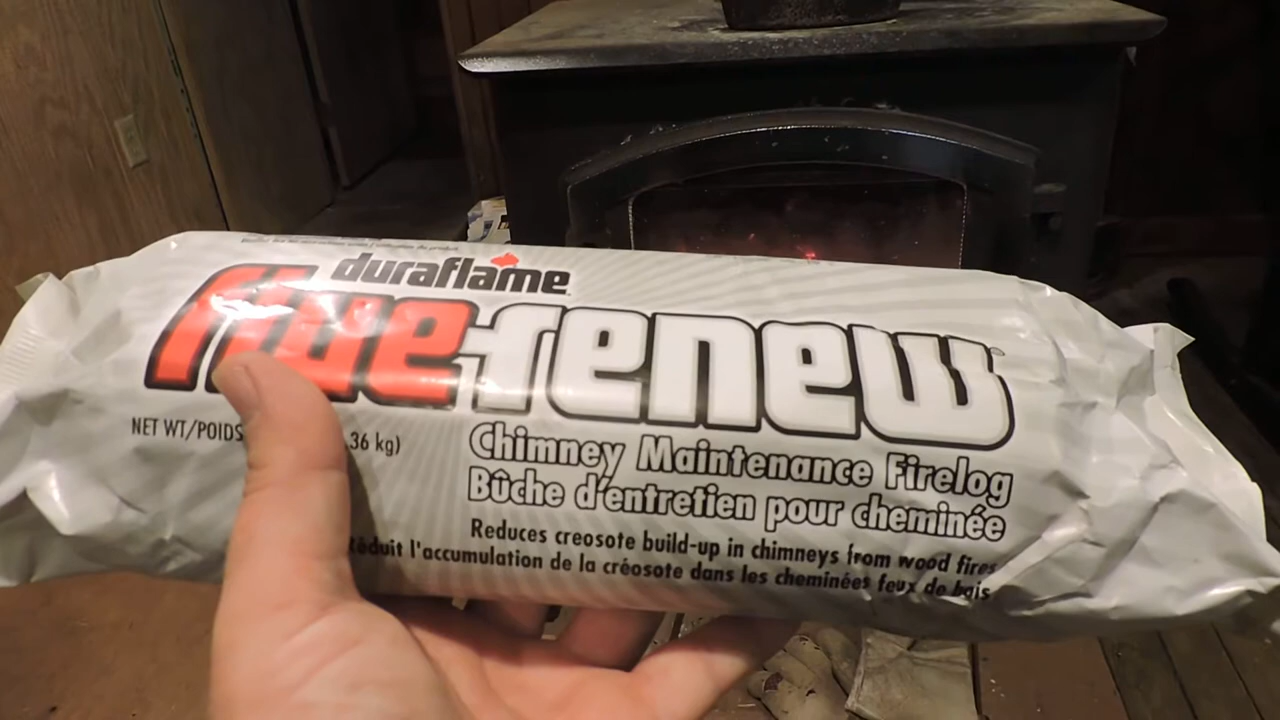 duraflame
flue-renew®
NET WT/POIDS 36 kg)
Chimney Maintenance Firelog
Bûche d'entretien pour cheminée
Reduces creosote build-up in chimneys from wood fires
Réduit l'accumulation de la créosote dans les cheminées feux de bois